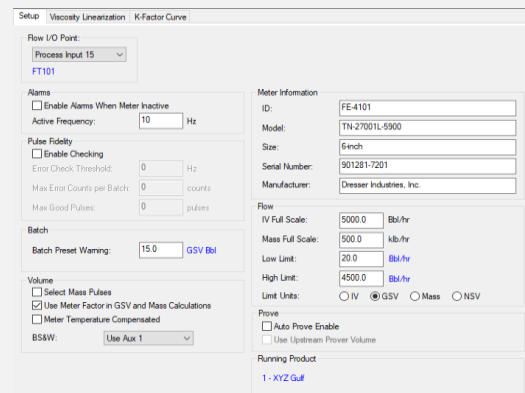 Setup Viscosity Linearization K-Factor Curve
Flow I/O Point:
Process Input 15
FT101
Alarms
Enable Alarms When Meter Inactive
Active Frequency: 10 Hz
Pulse Fidelity
Enable Checking
Error Check Threshold: 0 Hz
Max Error Counts per Batch: 0 counts
Max Good Pulses: 0 pulses
Batch
Batch Preset Warning: 15.0 GSV Bbl
Volume
Select Mass Pulses
Use Meter Factor in GSV and Mass Calculations
Meter Temperature Compensated
BS&W: Use Aux 1
Meter Information
ID: FE-4101
Model: TN-27001L-5900
Size: 6-inch
Serial Number: 901281-7201
Manufacturer: Dresser Industries, Inc.
Flow
IV Full Scale: 5000.0 Bbl/hr
Mass Full Scale: 500.0 klb/hr
Low Limit: 20.0 Bbl/hr
High Limit: 4500.0 Bbl/hr
Limit Units: IV GSV Mass NSV
Prove
Auto Prove Enable
Use Upstream Prover Volume
Running Product
1 - XYZ Gulf